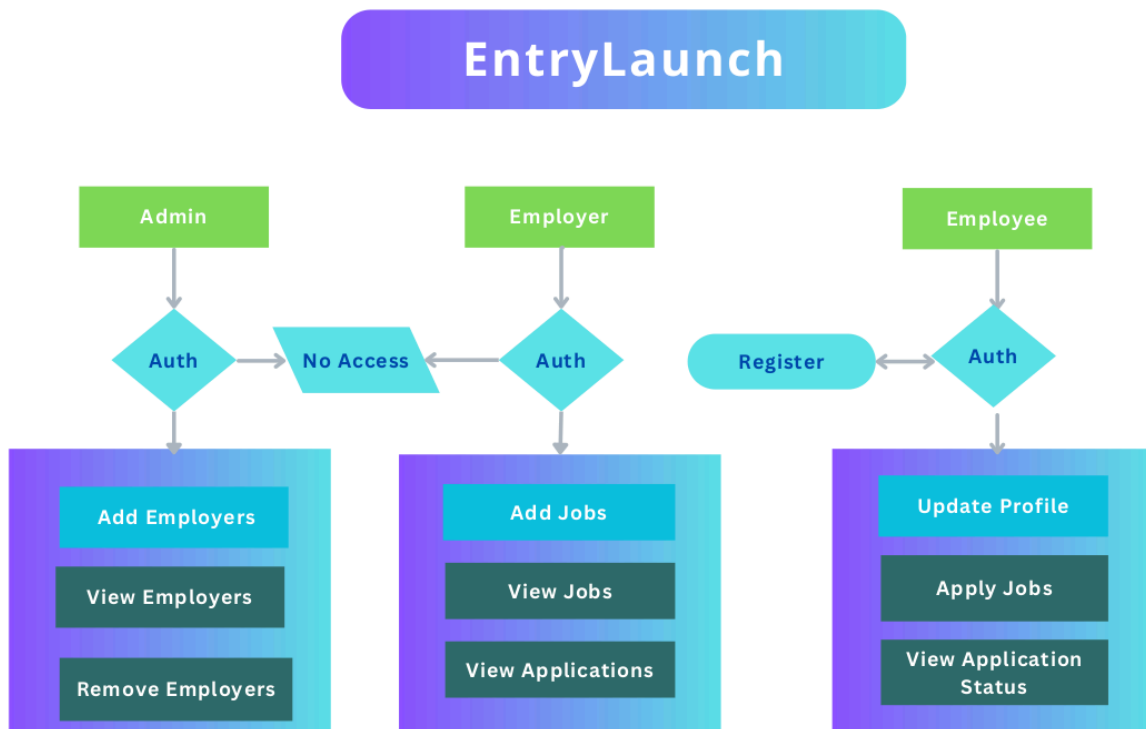 EntryLaunch
Admin
Employer
Employee
Auth
No Access
Auth
Register
Auth
Add Employers
View Employers
Remove Employers
Add Jobs
View Jobs
View Applications
Update Profile
Apply Jobs
View Application
Status